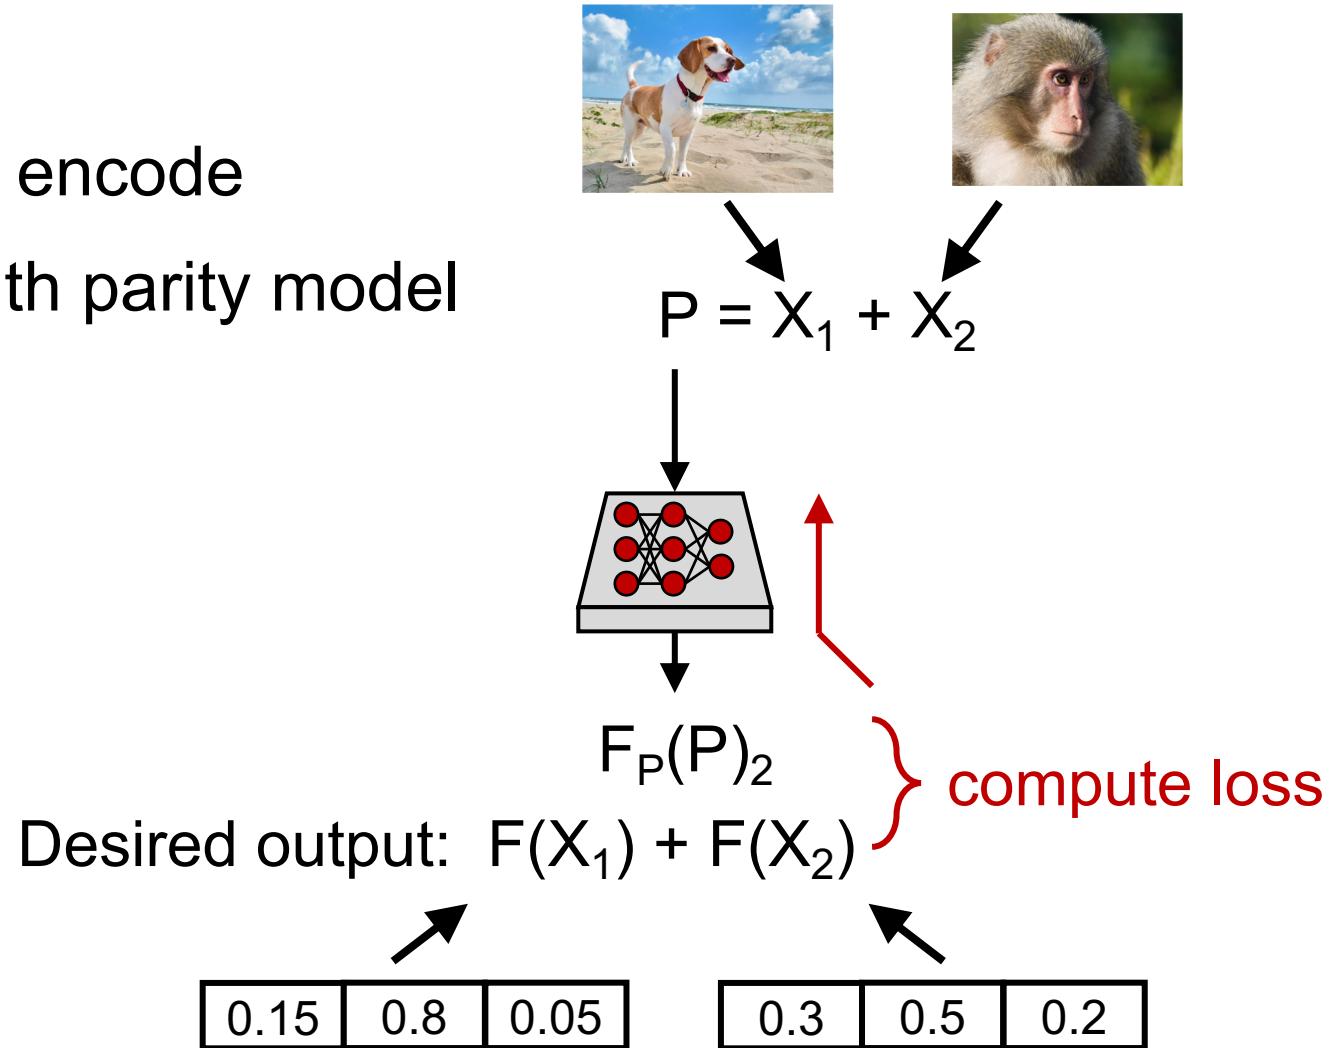 encode
th parity model
P = X₁ + X₂
F_P(P)₂
compute loss
Desired output: F(X₁) + F(X₂)
0.15 0.8 0.05 0.3 0.5 0.2